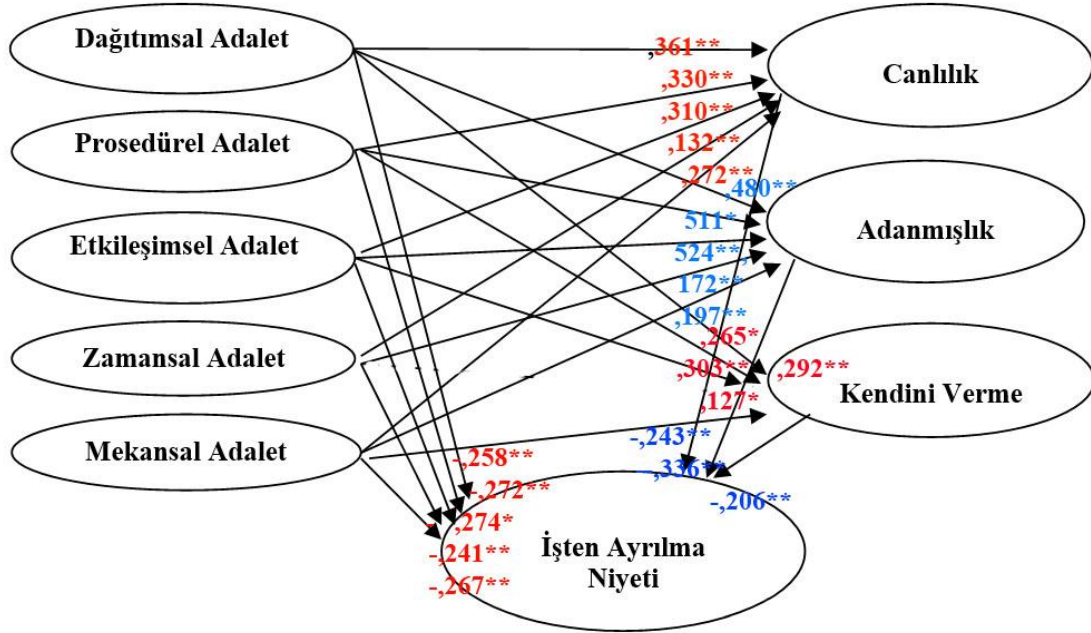 Dağıtımsal Adalet
Prosedürel Adalet
Etkileşimsel Adalet
Zamansal Adalet
Mekansal Adalet
,361**
,330**
,310**
,132**
,272**
,480**
511*
524**,
172**
,197**
,265*
,303**
,292**
,127*
-,243**
-,336**
-,206**
-,258**
-,272**
,274*
-,241**
-,267**
Canlılık
Adanmışlık
Kendini Verme
İşten Ayrılma
Niyeti